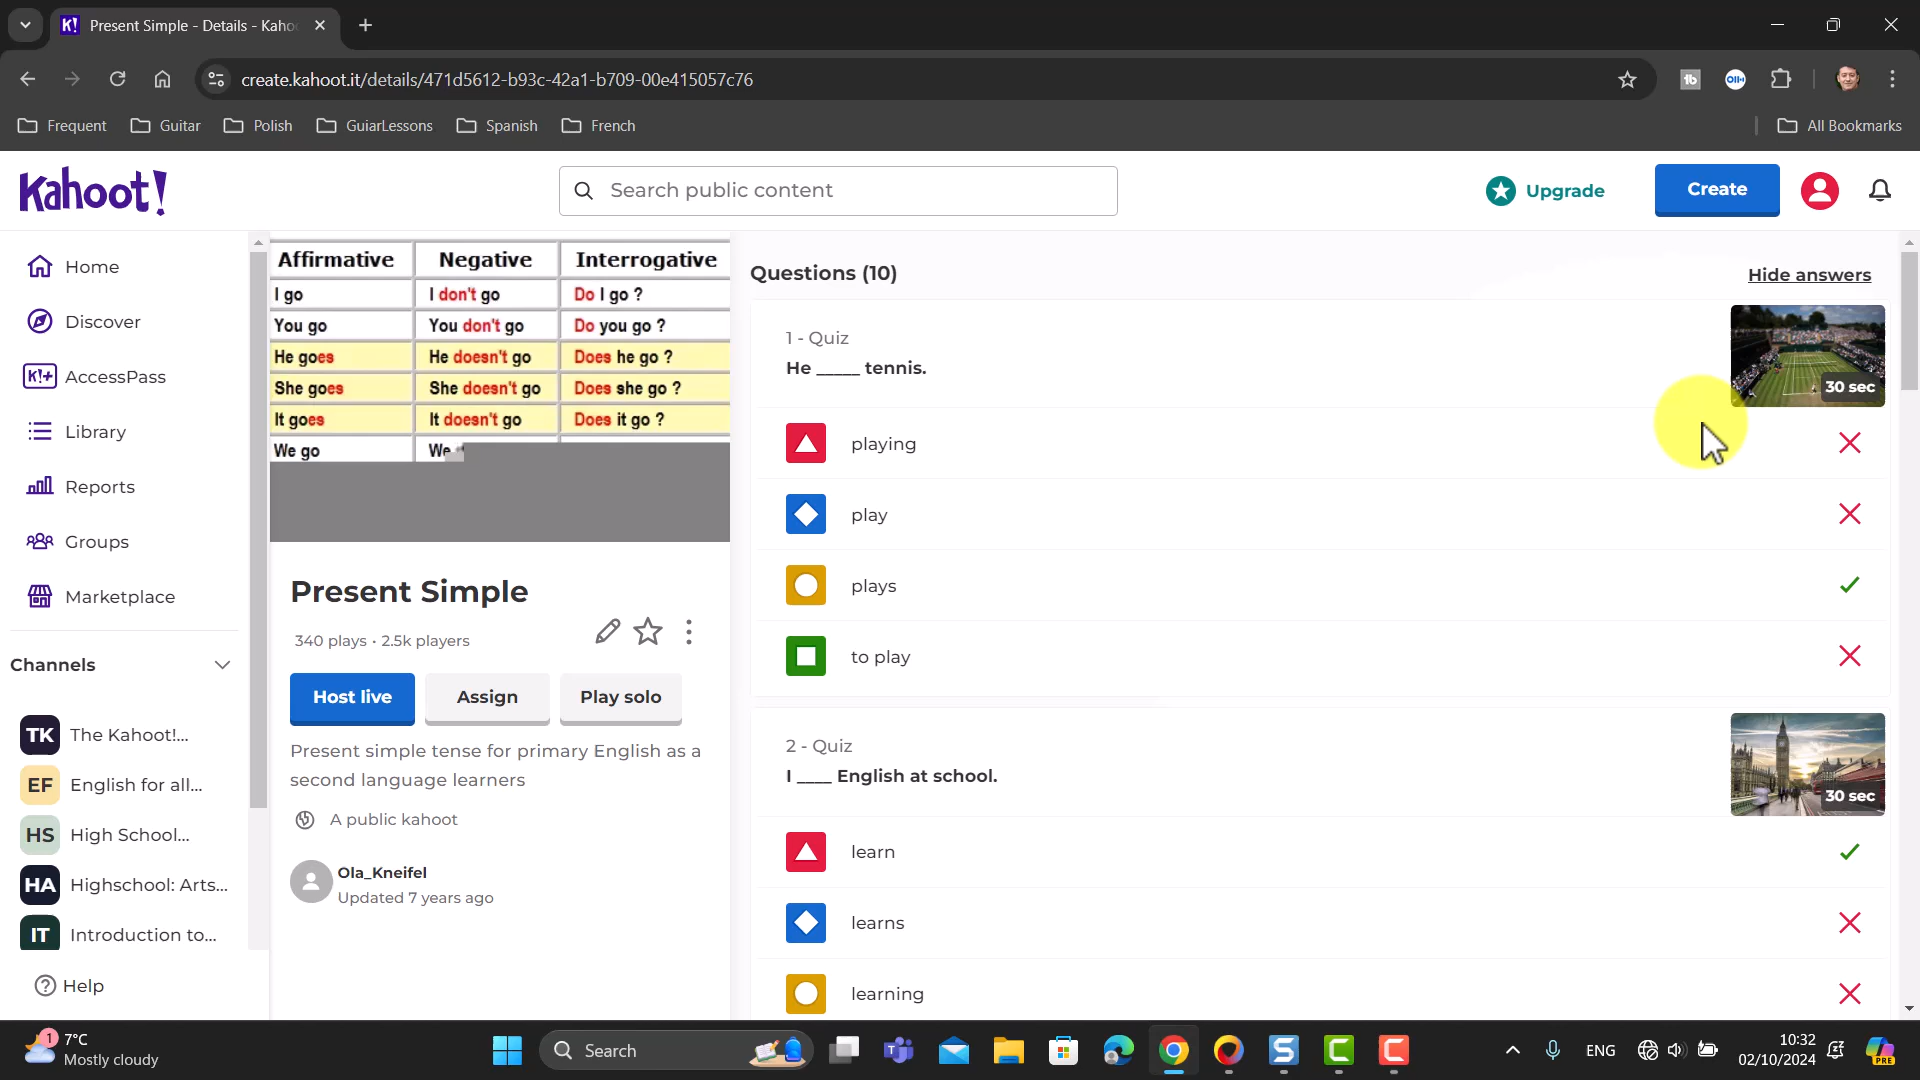 K! Present Simple - Details - Kaho
create.kahoot.it/details/471d5612-b93c-42a1-b709-00e415057c76
Frequent Guitar Polish GuiarLessons Spanish French All Bookmarks
Kahoot! Search public content Upgrade Create
Home
Discover
K!+ AccessPass
Library
Reports
Groups
Marketplace
Channels
TK The Kahoot!...
EF English for all...
HS High School...
HA Highschool: Arts...
IT Introduction to...
Help
Affirmative Negative Interrogative
I go I don't go Do I go ?
You go You don't go Do you go ?
He goes He doesn't go Does he go ?
She goes She doesn't go Does she go ?
It goes It doesn't go Does it go ?
We go We
Present Simple
340 plays • 2.5k players
Host live Assign Play solo
Present simple tense for primary English as a
second language learners
A public kahoot
Ola_Kneifel
Updated 7 years ago
Questions (10) Hide answers
1 - Quiz
He _____ tennis.
30 sec
playing
play
plays
to play
2 - Quiz
I ____ English at school.
30 sec
learn
learns
learning
1 7°C
Mostly cloudy
Search
ENG
10:32
02/10/2024
PRE